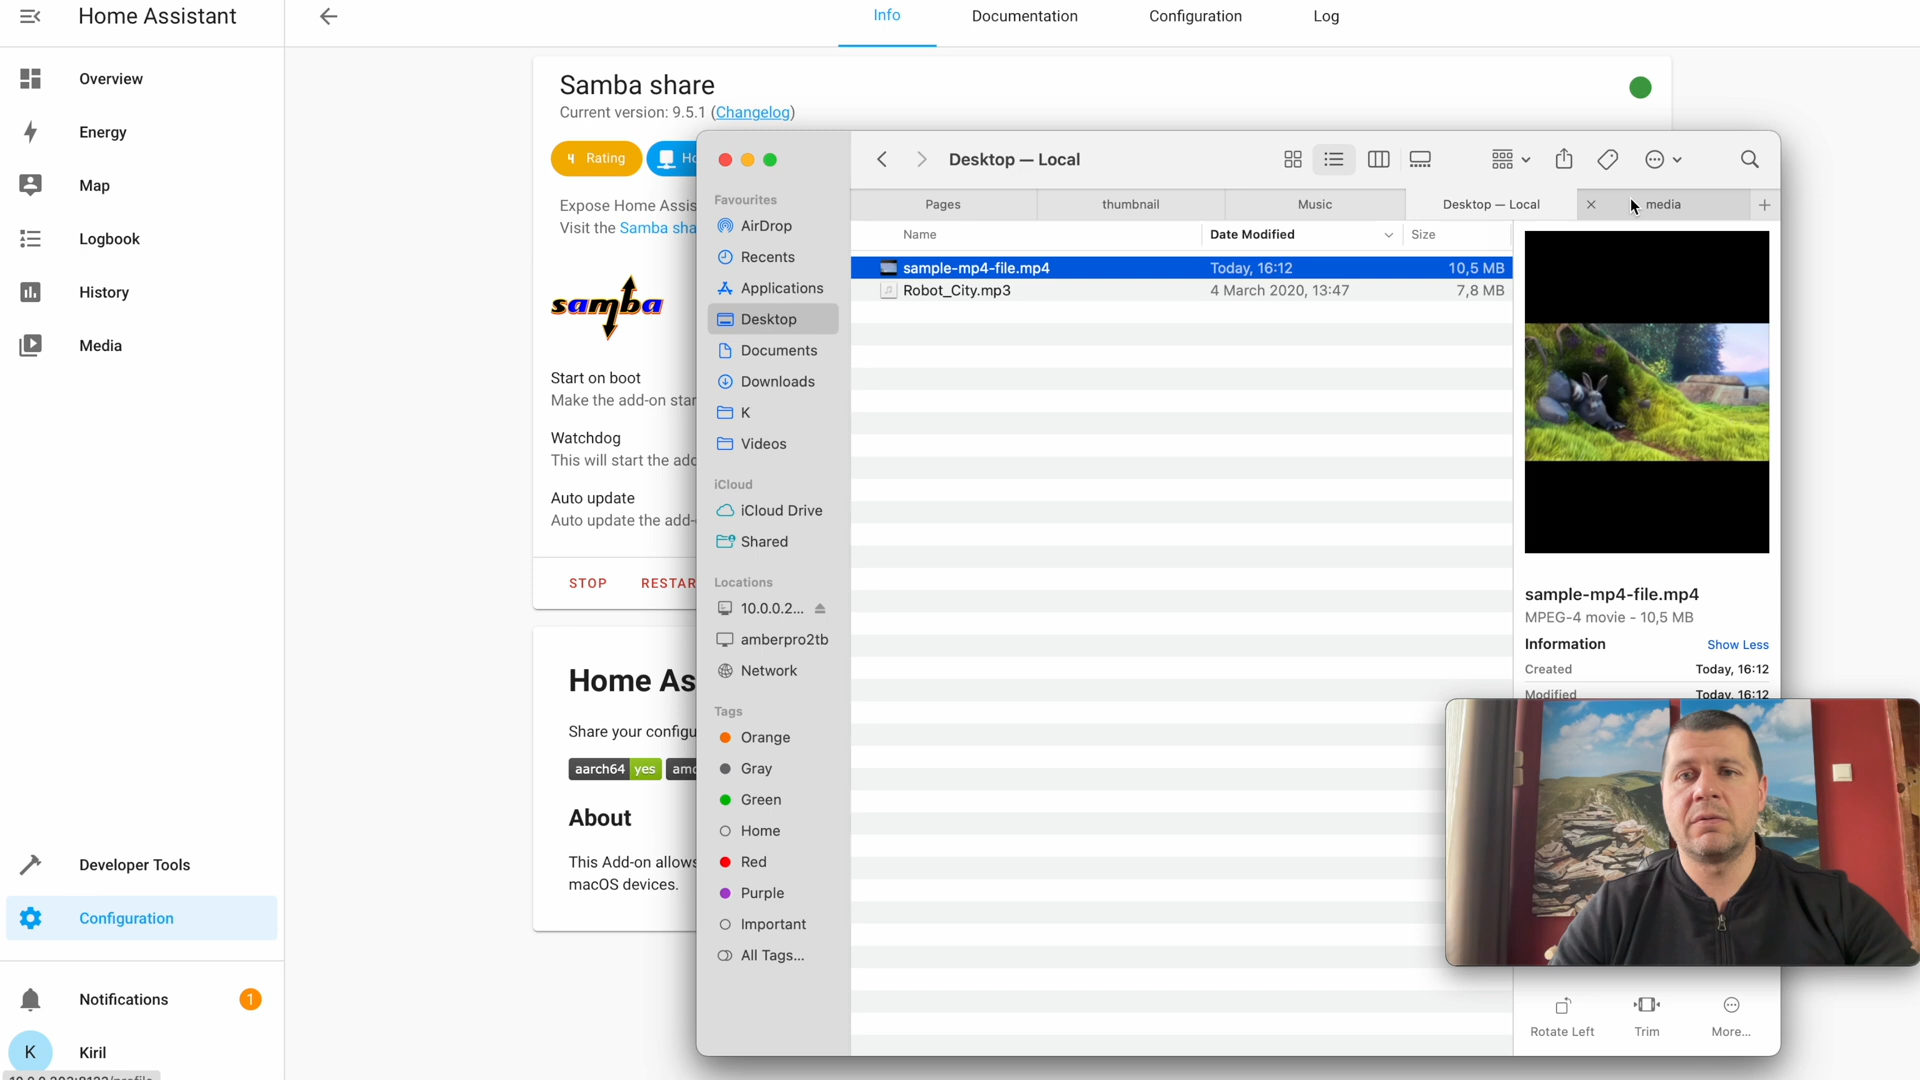 Home Assistant
Overview
Energy
Map
Logbook
History
Media
Developer Tools
Configuration
Notifications
1
K
Kiril
Info
Documentation
Configuration
Log
Samba share
Current version: 9.5.1 (Changelog)
4 Rating
Expose Home Assis
Visit the Samba sha
samba
Start on boot
Make the add-on star
Watchdog
This will start the add
Auto update
Auto update the add-
STOP
RESTAR
Home As
Share your configu
aarch64 yes
About
This Add-on allows
macOS devices.
Desktop — Local
Pages
thumbnail
Music
Desktop — Local
media
Favourites
AirDrop
Recents
Applications
Desktop
Documents
Downloads
K
Videos
iCloud
iCloud Drive
Shared
Locations
10.0.0.2...
amberpro2tb
Network
Tags
Orange
Gray
Green
Home
Red
Purple
Important
All Tags...
Name
Date Modified
Size
sample-mp4-file.mp4
Today, 16:12
10,5 MB
Robot_City.mp3
4 March 2020, 13:47
7,8 MB
sample-mp4-file.mp4
MPEG-4 movie - 10,5 MB
Information
Show Less
Created
Today, 16:12
Modified
Today, 16:12
Rotate Left
Trim
More...